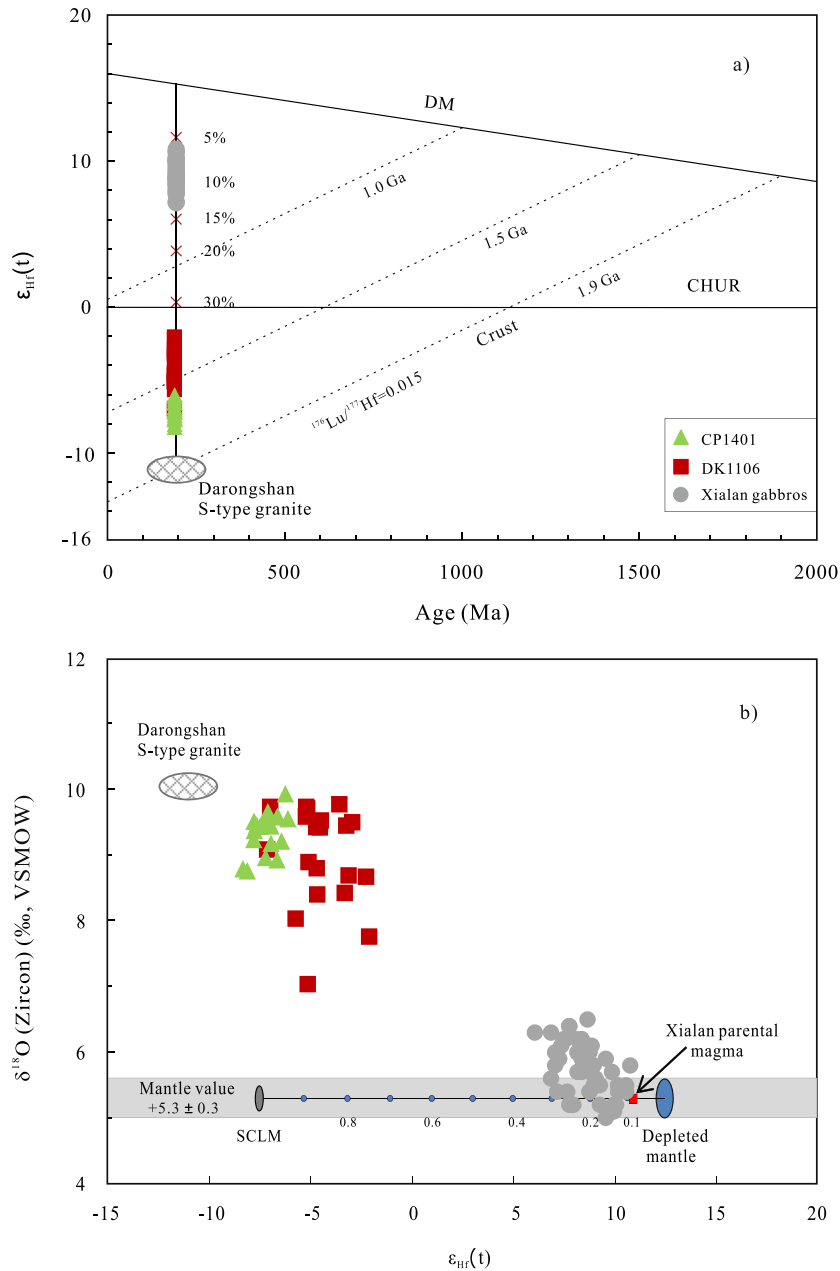 20
a)
DM
5%
10
10%
1.0 Ga
15%
1.5 Ga
20%
εHf(t)
1.9 Ga
CHUR
30%
0
Crust
¹⁷⁶Lu/¹⁷⁷Hf=0.015
CP1401
-10
DK1106
Darongshan
S-type granite
Xialan gabbros
-16
0
500
1000
1500
2000
Age (Ma)
12
b)
Darongshan
S-type granite
10
δ¹⁸O (Zircon) (‰, VSMOW)
8
Xialan parental
magma
6
Mantle value
+5.3 ± 0.3
SCLM
0.8
0.6
0.4
0.2
0.1
Depleted
mantle
4
2
-15
-10
-5
0
5
10
15
20
εHf(t)